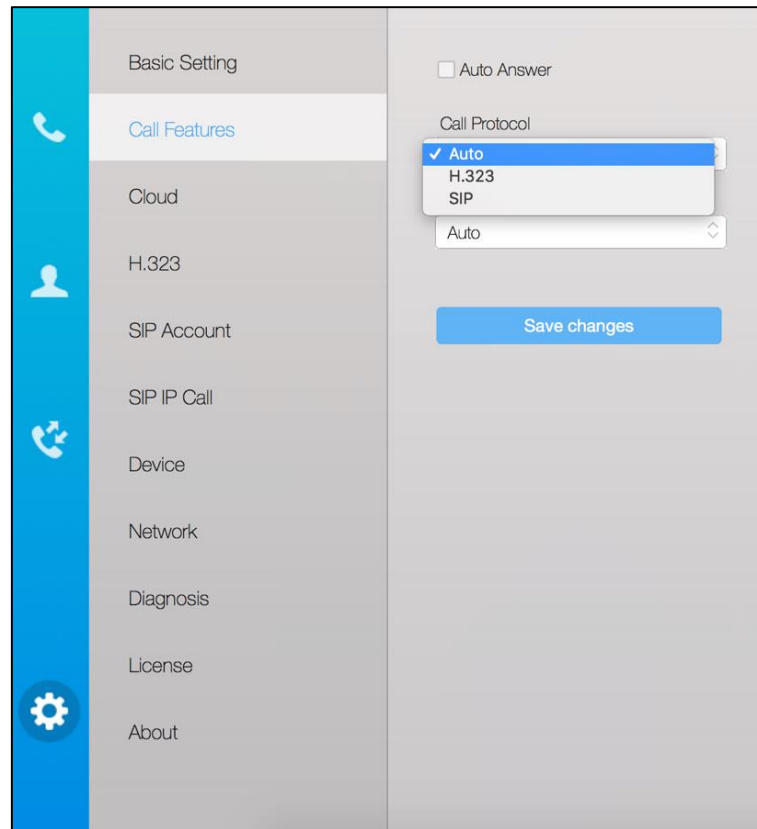 Basic Setting
Call Features
Cloud
H.323
SIP Account
SIP IP Call
Device
Network
Diagnosis
License
About
Auto Answer
Call Protocol
Auto
H.323
SIP
Auto
Save changes